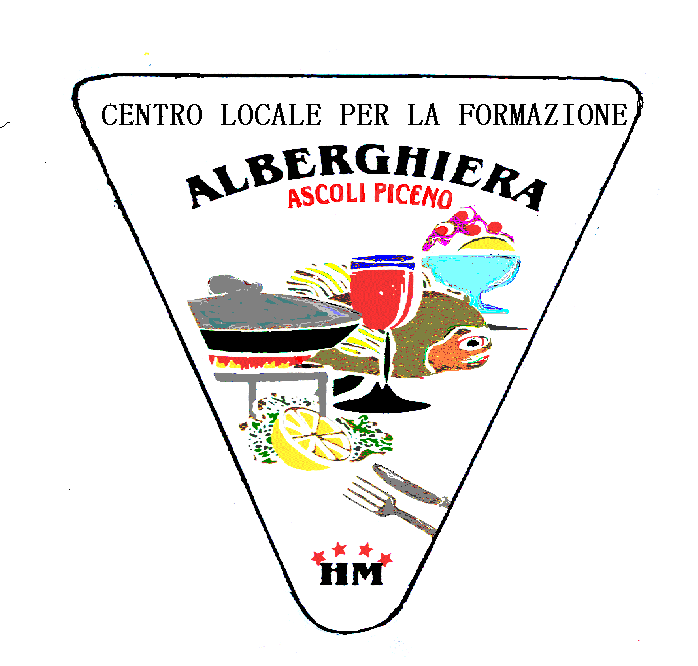 CENTRO LOCALE PER LA FORMAZIONE
ALBERGHIERA
ASCOLI PICENO
HM